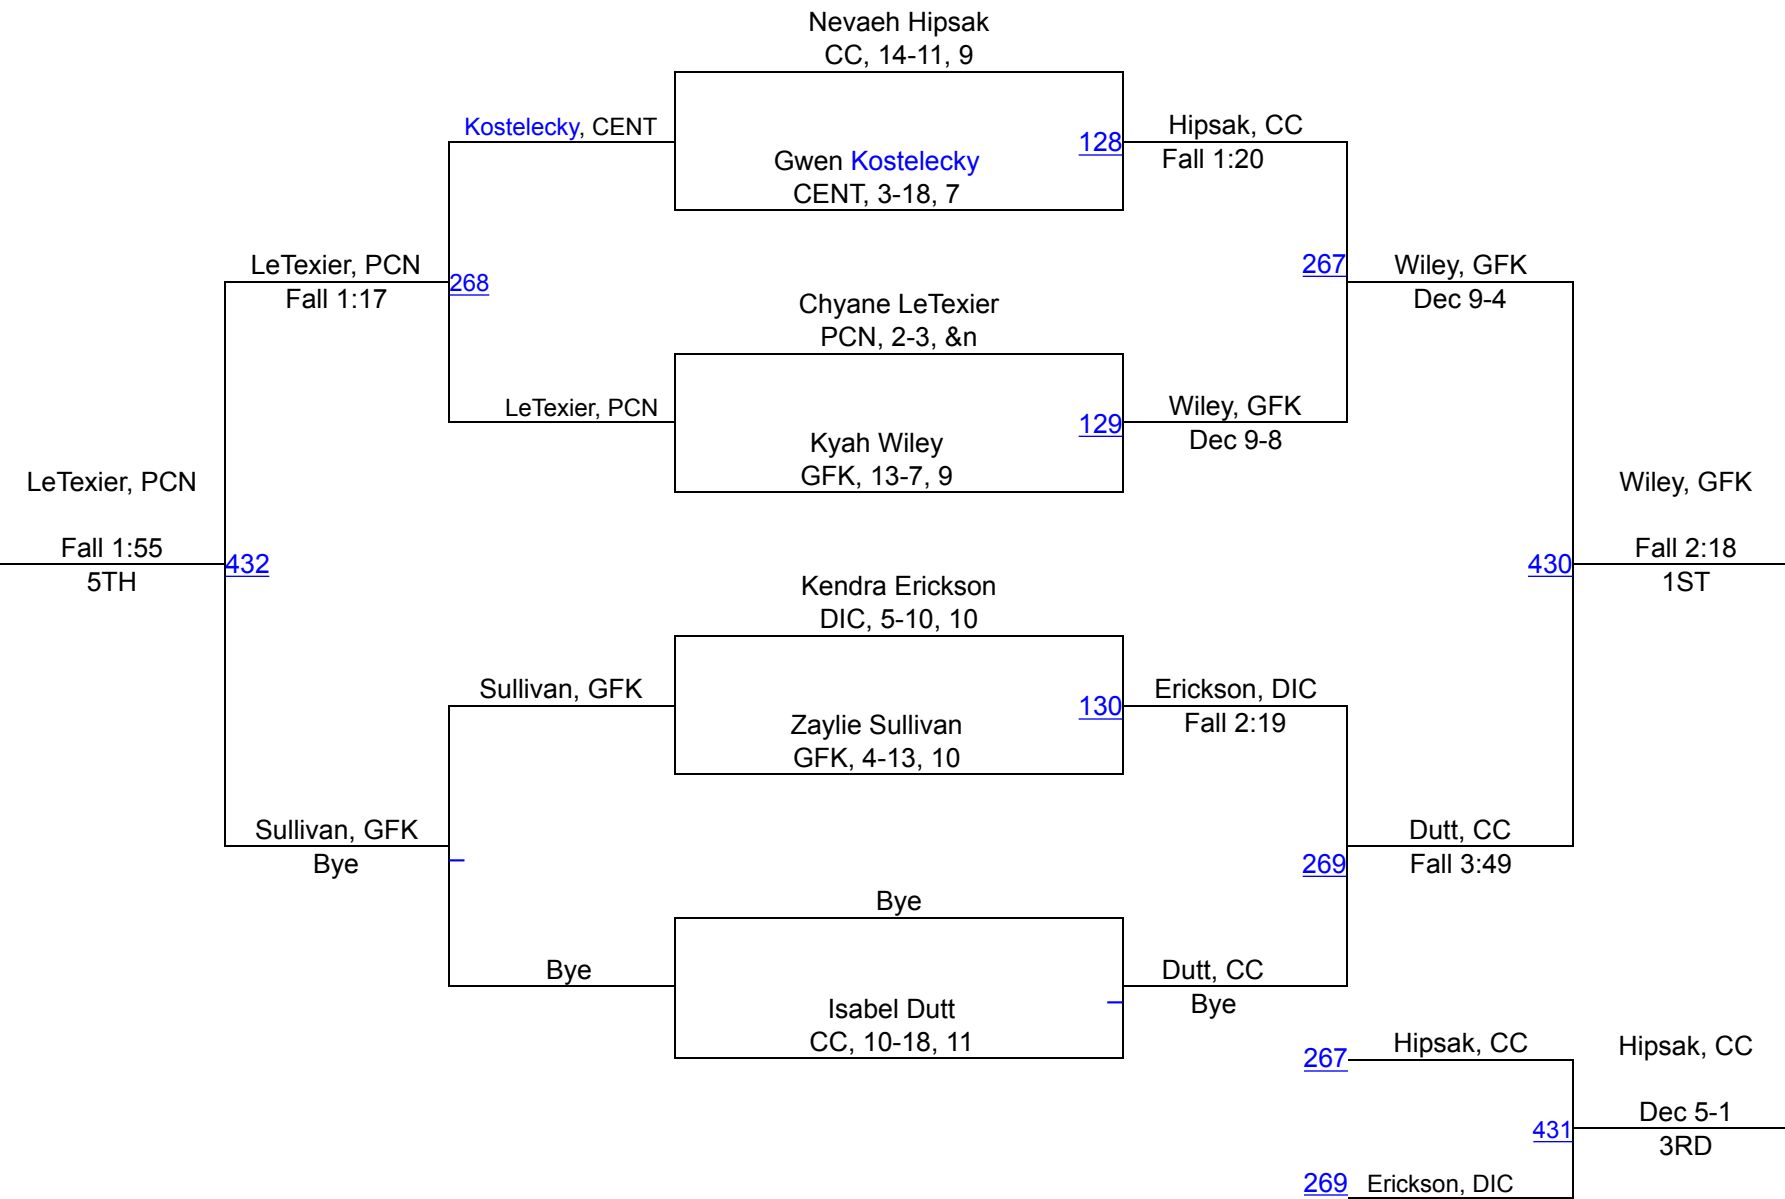 Nevaeh Hipsak
CC, 14-11, 9
Kostelecky, CENT
128
Hipsak, CC
Fall 1:20
Gwen Kostelecky
CENT, 3-18, 7
LeTexier, PCN
Fall 1:17
268
267
Wiley, GFK
Dec 9-4
Chyane LeTexier
PCN, 2-3, &n
LeTexier, PCN
129
Wiley, GFK
Dec 9-8
Kyah Wiley
GFK, 13-7, 9
LeTexier, PCN
Fall 1:55
5TH
432
Wiley, GFK
430
Fall 2:18
1ST
Kendra Erickson
DIC, 5-10, 10
Sullivan, GFK
130
Erickson, DIC
Fall 2:19
Zaylie Sullivan
GFK, 4-13, 10
Sullivan, GFK
Bye
269
Dutt, CC
Fall 3:49
Bye
Bye
Dutt, CC
Bye
Isabel Dutt
CC, 10-18, 11
267
Hipsak, CC
Hipsak, CC
431
Dec 5-1
3RD
269
Erickson, DIC